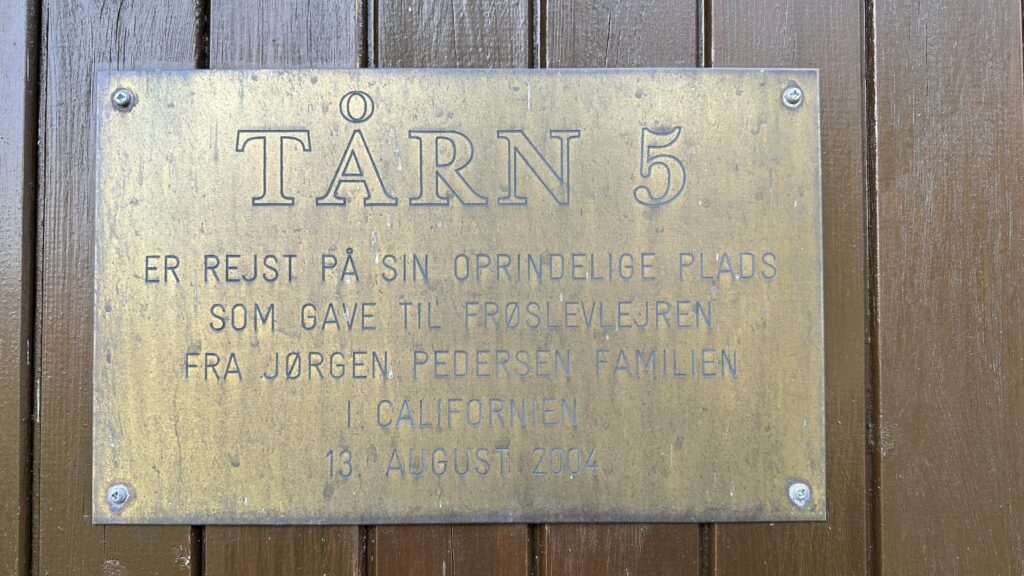 TÅRN 5
ER REJST PÅ SIN OPRINDELIGE PLADS
SOM GAVE TIL FRØSLEVLEJREN
FRA JØRGEN PEDERSEN FAMILIEN
I CALIFORNIEN
13. AUGUST 2004